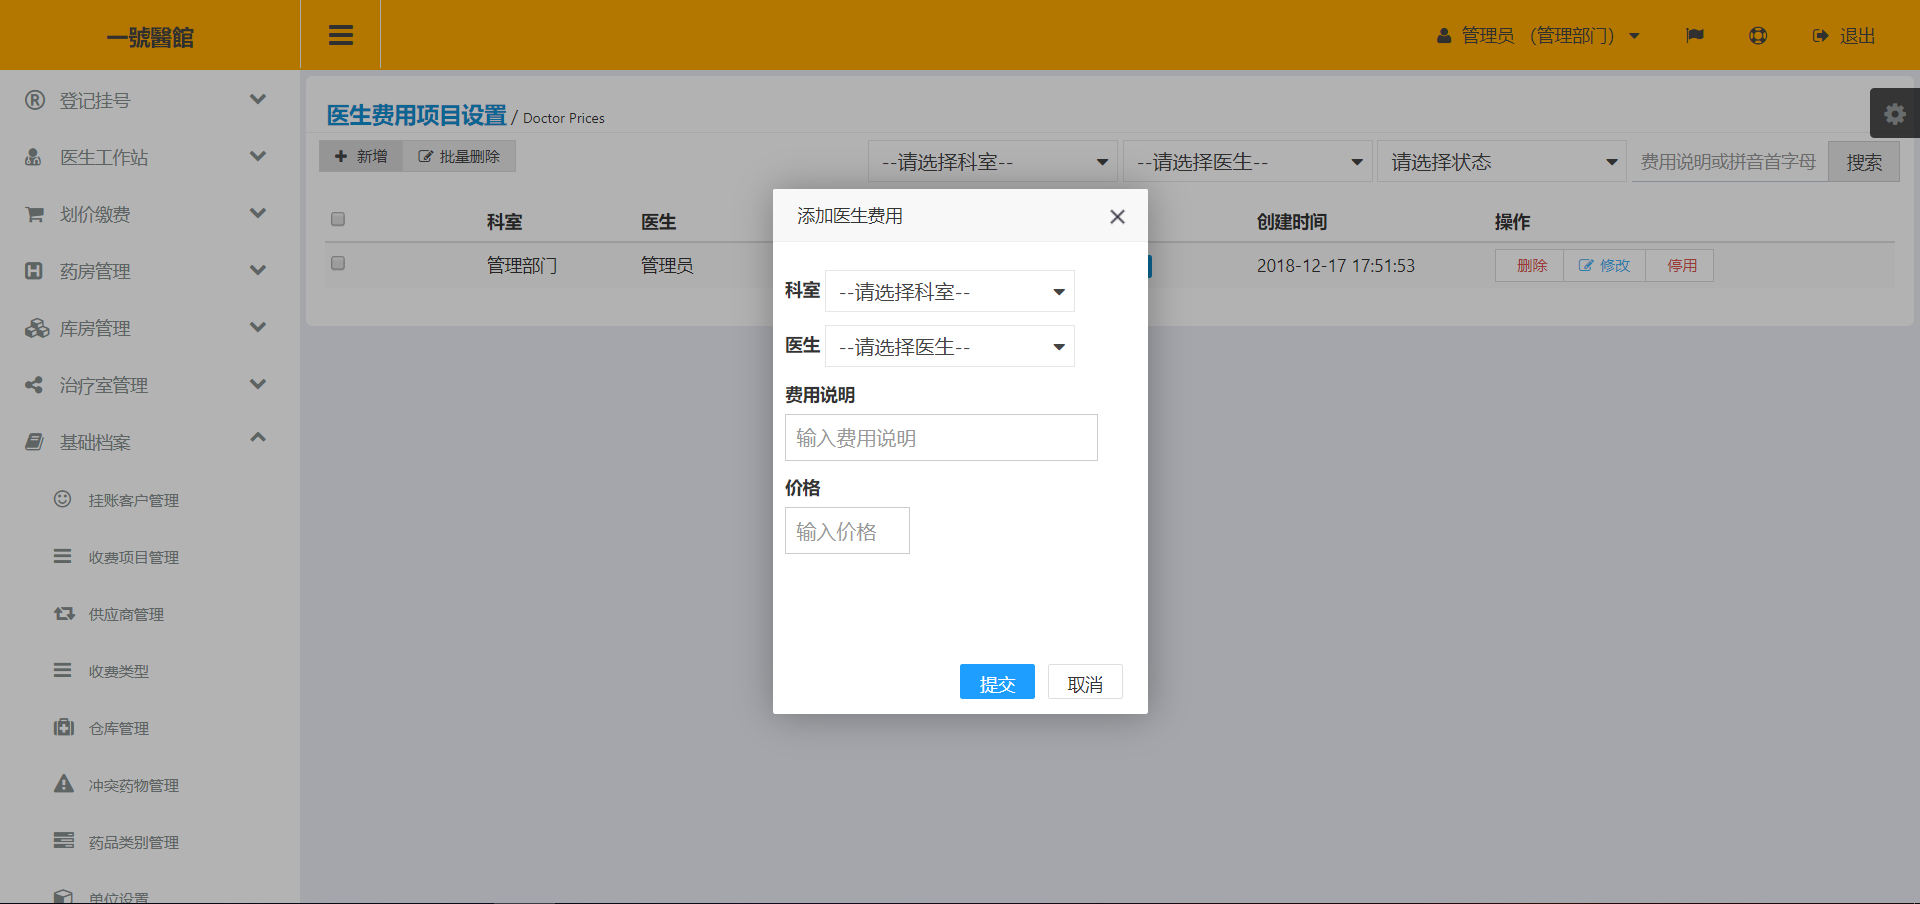 一號醫館
管理员 (管理部门)
退出
登记挂号
医生工作站
划价缴费
药房管理
库房管理
治疗室管理
基础档案
挂账客户管理
收费项目管理
供应商管理
收费类型
仓库管理
冲突药物管理
药品类别管理
单位设置
医生费用项目设置 / Doctor Prices
新增 批量删除 --请选择科室-- --请选择医生-- 请选择状态 费用说明或拼音首字母 搜索
科室 医生 创建时间 操作
管理部门 管理员 2018-12-17 17:51:53 删除 修改 停用
添加医生费用
科室 --请选择科室--
医生 --请选择医生--
费用说明
输入费用说明
价格
输入价格
提交 取消